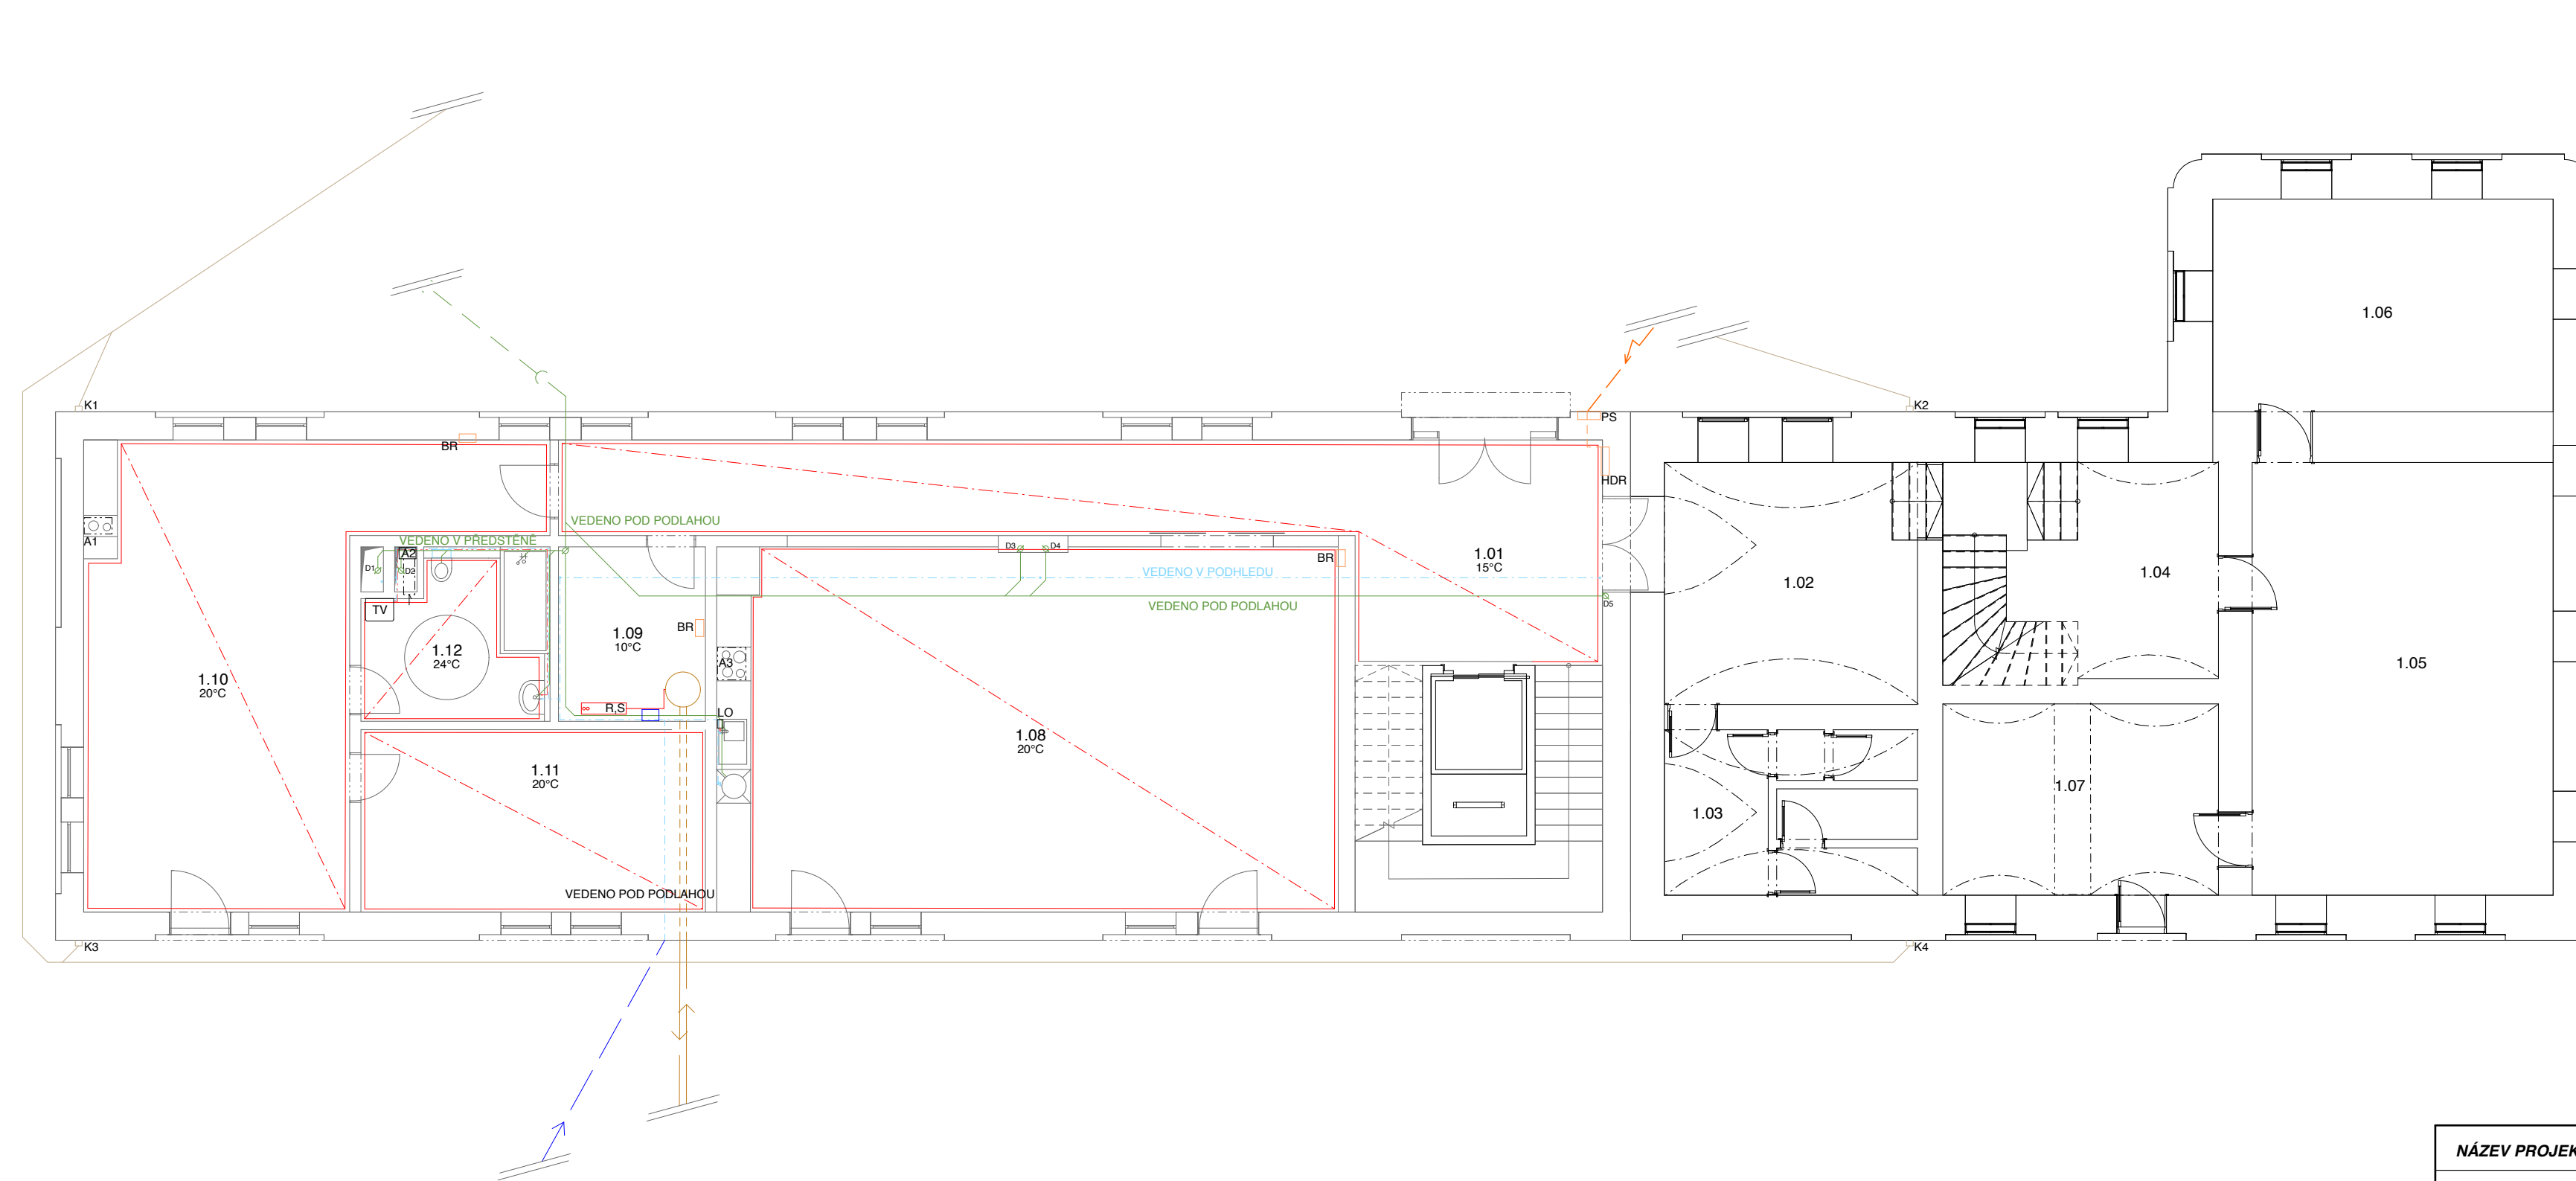 1.06
K1
K2
PS
BR
HDR
VEDENO POD PODLAHOU
A1
VEDENO V PŘEDSTĚNĚ
A2
D3
D4
BR
1.01
15°C
D1
D2
VEDENO V PODHLEDU
1.04
1.02
TV
VEDENO POD PODLAHOU
D5
BR
1.09
10°C
1.12
24°C
A3
1.05
1.10
20°C
R,S
LO
1.08
20°C
1.11
20°C
1.07
1.03
VEDENO POD PODLAHOU
K3
K4
NÁZEV PROJEK